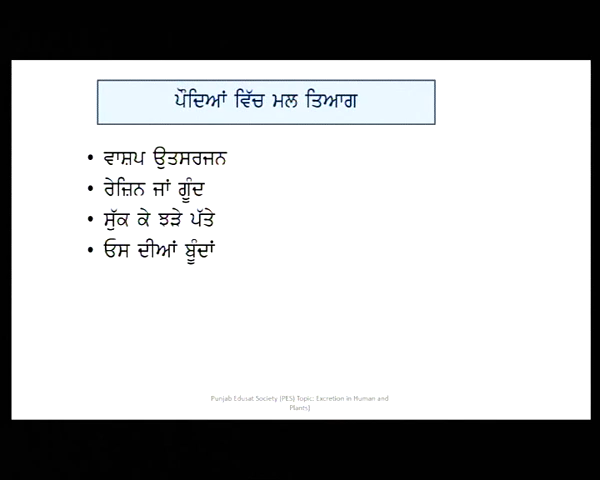 ਪੌਦਿਆਂ ਵਿੱਚ ਮਲ ਤਿਆਗ
• ਵਾਸ਼ਪ ਉਤਸਰਜਨ
• ਰੇਜ਼ਿਨ ਜਾਂ ਗੂੰਦ
• ਸੁੱਕ ਕੇ ਝੜੇ ਪੱਤੇ
• ਓਸ ਦੀਆਂ ਬੂੰਦਾਂ
Punjab Edusat Society (PES) Topic: Excretion in Human and
Plants)